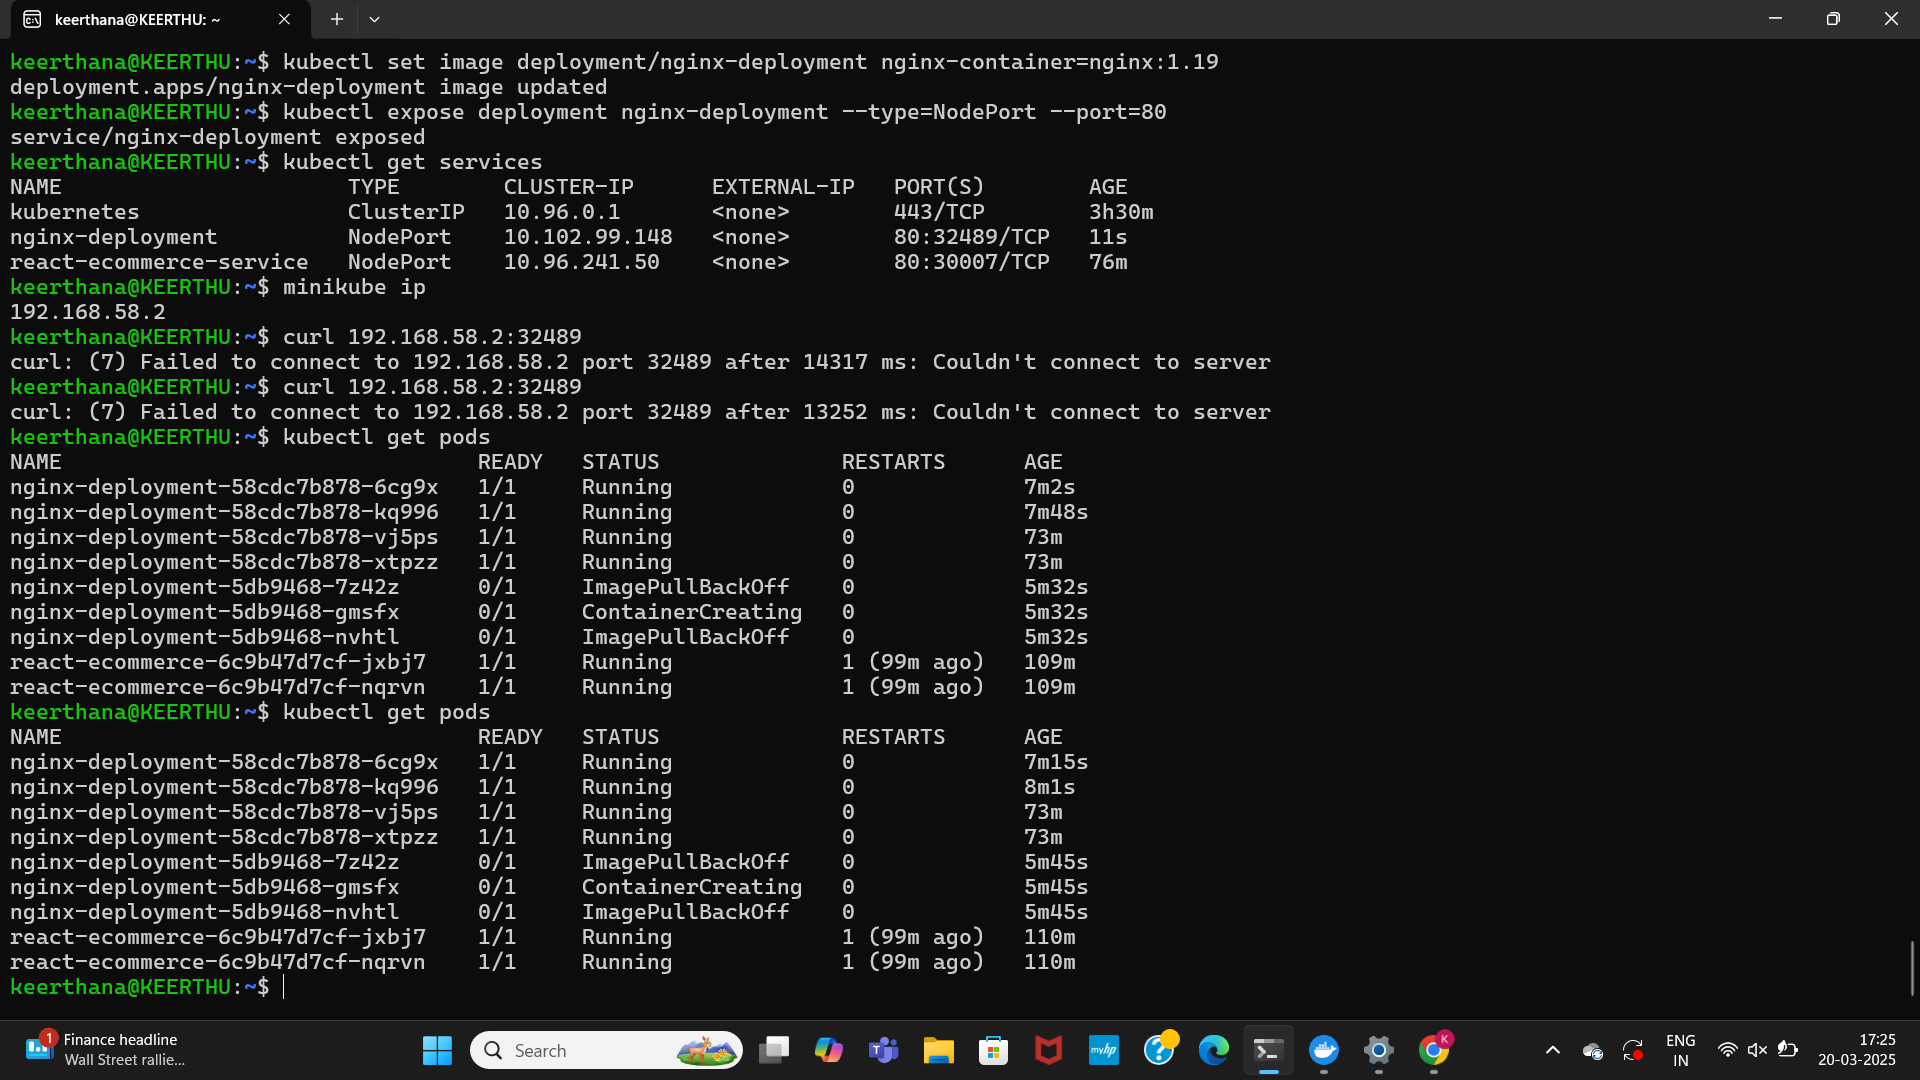 keerthana@KEERTHU: ~
keerthana@KEERTHU:~$ kubectl set image deployment/nginx-deployment nginx-container=nginx:1.19
deployment.apps/nginx-deployment image updated
keerthana@KEERTHU:~$ kubectl expose deployment nginx-deployment --type=NodePort --port=80
service/nginx-deployment exposed
keerthana@KEERTHU:~$ kubectl get services
NAME TYPE CLUSTER-IP EXTERNAL-IP PORT(S) AGE
kubernetes ClusterIP 10.96.0.1 <none> 443/TCP 3h30m
nginx-deployment NodePort 10.102.99.148 <none> 80:32489/TCP 11s
react-ecommerce-service NodePort 10.96.241.50 <none> 80:30007/TCP 76m
keerthana@KEERTHU:~$ minikube ip
192.168.58.2
keerthana@KEERTHU:~$ curl 192.168.58.2:32489
curl: (7) Failed to connect to 192.168.58.2 port 32489 after 14317 ms: Couldn't connect to server
keerthana@KEERTHU:~$ curl 192.168.58.2:32489
curl: (7) Failed to connect to 192.168.58.2 port 32489 after 13252 ms: Couldn't connect to server
keerthana@KEERTHU:~$ kubectl get pods
NAME READY STATUS RESTARTS AGE
nginx-deployment-58cdc7b878-6cg9x 1/1 Running 0 7m2s
nginx-deployment-58cdc7b878-kq996 1/1 Running 0 7m48s
nginx-deployment-58cdc7b878-vj5ps 1/1 Running 0 73m
nginx-deployment-58cdc7b878-xtpzz 1/1 Running 0 73m
nginx-deployment-5db9468-7z42z 0/1 ImagePullBackOff 0 5m32s
nginx-deployment-5db9468-gmsfx 0/1 ContainerCreating 0 5m32s
nginx-deployment-5db9468-nvhtl 0/1 ImagePullBackOff 0 5m32s
react-ecommerce-6c9b47d7cf-jxbj7 1/1 Running 1 (99m ago) 109m
react-ecommerce-6c9b47d7cf-nqrvn 1/1 Running 1 (99m ago) 109m
keerthana@KEERTHU:~$ kubectl get pods
NAME READY STATUS RESTARTS AGE
nginx-deployment-58cdc7b878-6cg9x 1/1 Running 0 7m15s
nginx-deployment-58cdc7b878-kq996 1/1 Running 0 8m1s
nginx-deployment-58cdc7b878-vj5ps 1/1 Running 0 73m
nginx-deployment-58cdc7b878-xtpzz 1/1 Running 0 73m
nginx-deployment-5db9468-7z42z 0/1 ImagePullBackOff 0 5m45s
nginx-deployment-5db9468-gmsfx 0/1 ContainerCreating 0 5m45s
nginx-deployment-5db9468-nvhtl 0/1 ImagePullBackOff 0 5m45s
react-ecommerce-6c9b47d7cf-jxbj7 1/1 Running 1 (99m ago) 110m
react-ecommerce-6c9b47d7cf-nqrvn 1/1 Running 1 (99m ago) 110m
keerthana@KEERTHU:~$
1 Finance headline
Wall Street rallie...
Search
myhp
K
ENG
IN
17:25
20-03-2025